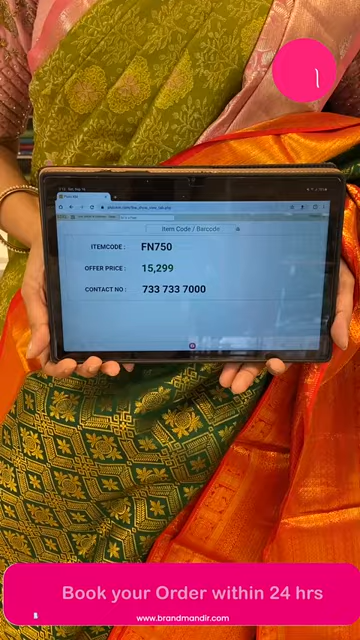 Item Code / Barcode
ITEMCODE : FN750
OFFER PRICE : 15,299
CONTACT NO : 733 733 7000
Book your Order within 24 hrs
www.brandmandir.com